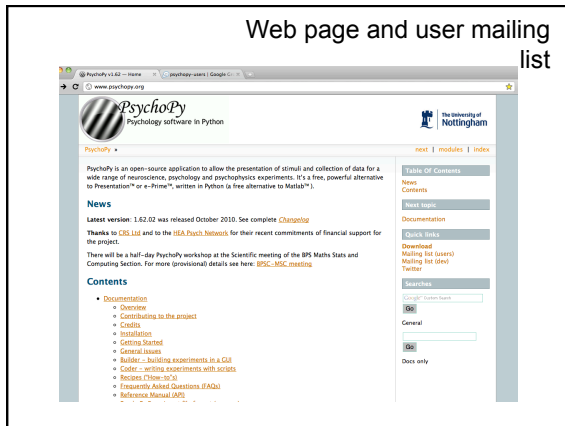 Web page and user mailing
list
PsychoPy v1.62 — Home
psychopy-users | Google Gr
www.psychopy.org
PsychoPy
Psychology software in Python
The University of
Nottingham
PsychoPy »
next | modules | index
PsychoPy is an open-source application to allow the presentation of stimuli and collection of data for a
wide range of neuroscience, psychology and psychophysics experiments. It's a free, powerful alternative
to Presentation™ or e-Prime™, written in Python (a free alternative to Matlab™ ).
News
Latest version: 1.62.02 was released October 2010. See complete Changelog
Thanks to CRS Ltd and to the HEA Psych Network for their recent commitments of financial support for
the project.
There will be a half-day PsychoPy workshop at the Scientific meeting of the BPS Maths Stats and
Computing Section. For more (provisional) details see here: BPSC-MSC meeting
Contents
• Documentation
o Overview
o Contributing to the project
o Credits
o Installation
o Getting Started
o General issues
o Builder - building experiments in a GUI
o Coder - writing experiments with scripts
o Recipes ("How-to"s)
o Frequently Asked Questions (FAQs)
o Reference Manual (API)
Table Of Contents
News
Contents
Next topic
Documentation
Quick links
Download
Mailing list (users)
Mailing list (dev)
Twitter
Searches
Google™ Custom Search
Go
General
Go
Docs only